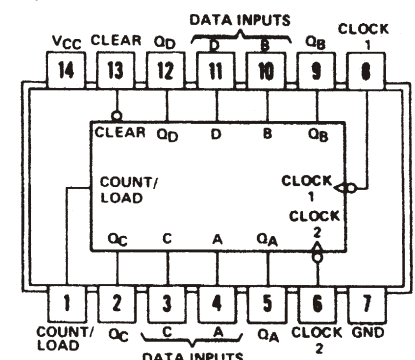 DATA INPUTS
VCC CLEAR QD D B QB CLOCK 1
14 13 12 11 10 9 8
CLEAR QD D B QB
COUNT/ LOAD
CLOCK 1
CLOCK 2
QC C A QA
1 2 3 4 5 6 7
COUNT/ LOAD QC C A QA CLOCK 2 GND
DATA INPUTS